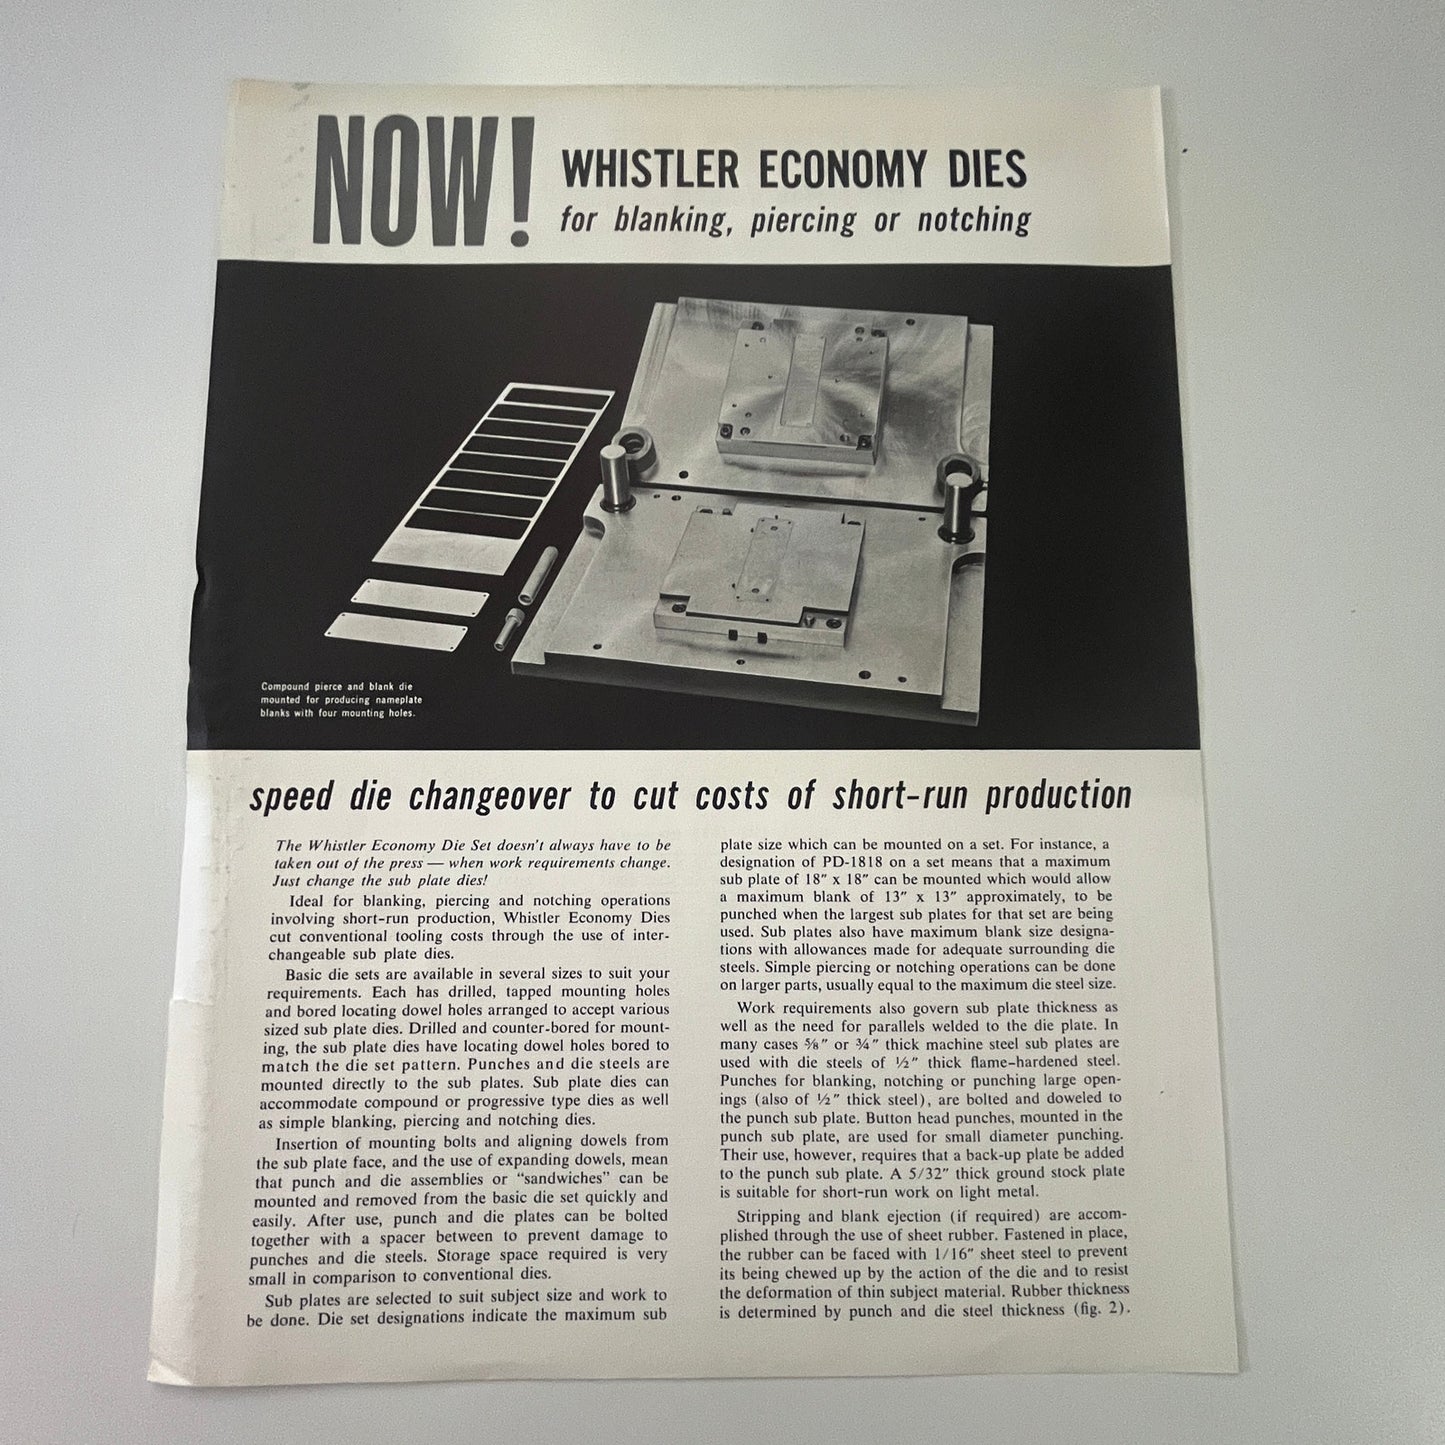 NOW!
WHISTLER ECONOMY DIES
for blanking, piercing or notching
Compound pierce and blank die
mounted for producing nameplate
blanks with four mounting holes.
speed die changeover to cut costs of short-run production
The Whistler Economy Die Set doesn't always have to be
taken out of the press — when work requirements change.
Just change the sub plate dies!
Ideal for blanking, piercing and notching operations
involving short-run production, Whistler Economy Dies
cut conventional tooling costs through the use of inter-
changeable sub plate dies.
Basic die sets are available in several sizes to suit your
requirements. Each has drilled, tapped mounting holes
and bored locating dowel holes arranged to accept various
sized sub plate dies. Drilled and counter-bored for mount-
ing, the sub plate dies have locating dowel holes bored to
match the die set pattern. Punches and die steels are
mounted directly to the sub plates. Sub plate dies can
accommodate compound or progressive type dies as well
as simple blanking, piercing and notching dies.
Insertion of mounting bolts and aligning dowels from
the sub plate face, and the use of expanding dowels, mean
that punch and die assemblies or “sandwiches” can be
mounted and removed from the basic die set quickly and
easily. After use, punch and die plates can be bolted
together with a spacer between to prevent damage to
punches and die steels. Storage space required is very
small in comparison to conventional dies.
Sub plates are selected to suit subject size and work to
be done. Die set designations indicate the maximum sub
plate size which can be mounted on a set. For instance, a
designation of PD-1818 on a set means that a maximum
sub plate of 18″ x 18″ can be mounted which would allow
a maximum blank of 13″ x 13″ approximately, to be
punched when the largest sub plates for that set are being
used. Sub plates also have maximum blank size designa-
tions with allowances made for adequate surrounding die
steels. Simple piercing or notching operations can be done
on larger parts, usually equal to the maximum die steel size.
Work requirements also govern sub plate thickness as
well as the need for parallels welded to the die plate. In
many cases ⅝″ or ¾″ thick machine steel sub plates are
used with die steels of ½″ thick flame-hardened steel.
Punches for blanking, notching or punching large open-
ings (also of ½″ thick steel), are bolted and doweled to
the punch sub plate. Button head punches, mounted in the
punch sub plate, are used for small diameter punching.
Their use, however, requires that a back-up plate be added
to the punch sub plate. A 5/32″ thick ground stock plate
is suitable for short-run work on light metal.
Stripping and blank ejection (if required) are accom-
plished through the use of sheet rubber. Fastened in place,
the rubber can be faced with 1/16″ sheet steel to prevent
its being chewed up by the action of the die and to resist
the deformation of thin subject material. Rubber thickness
is determined by punch and die steel thickness (fig. 2).